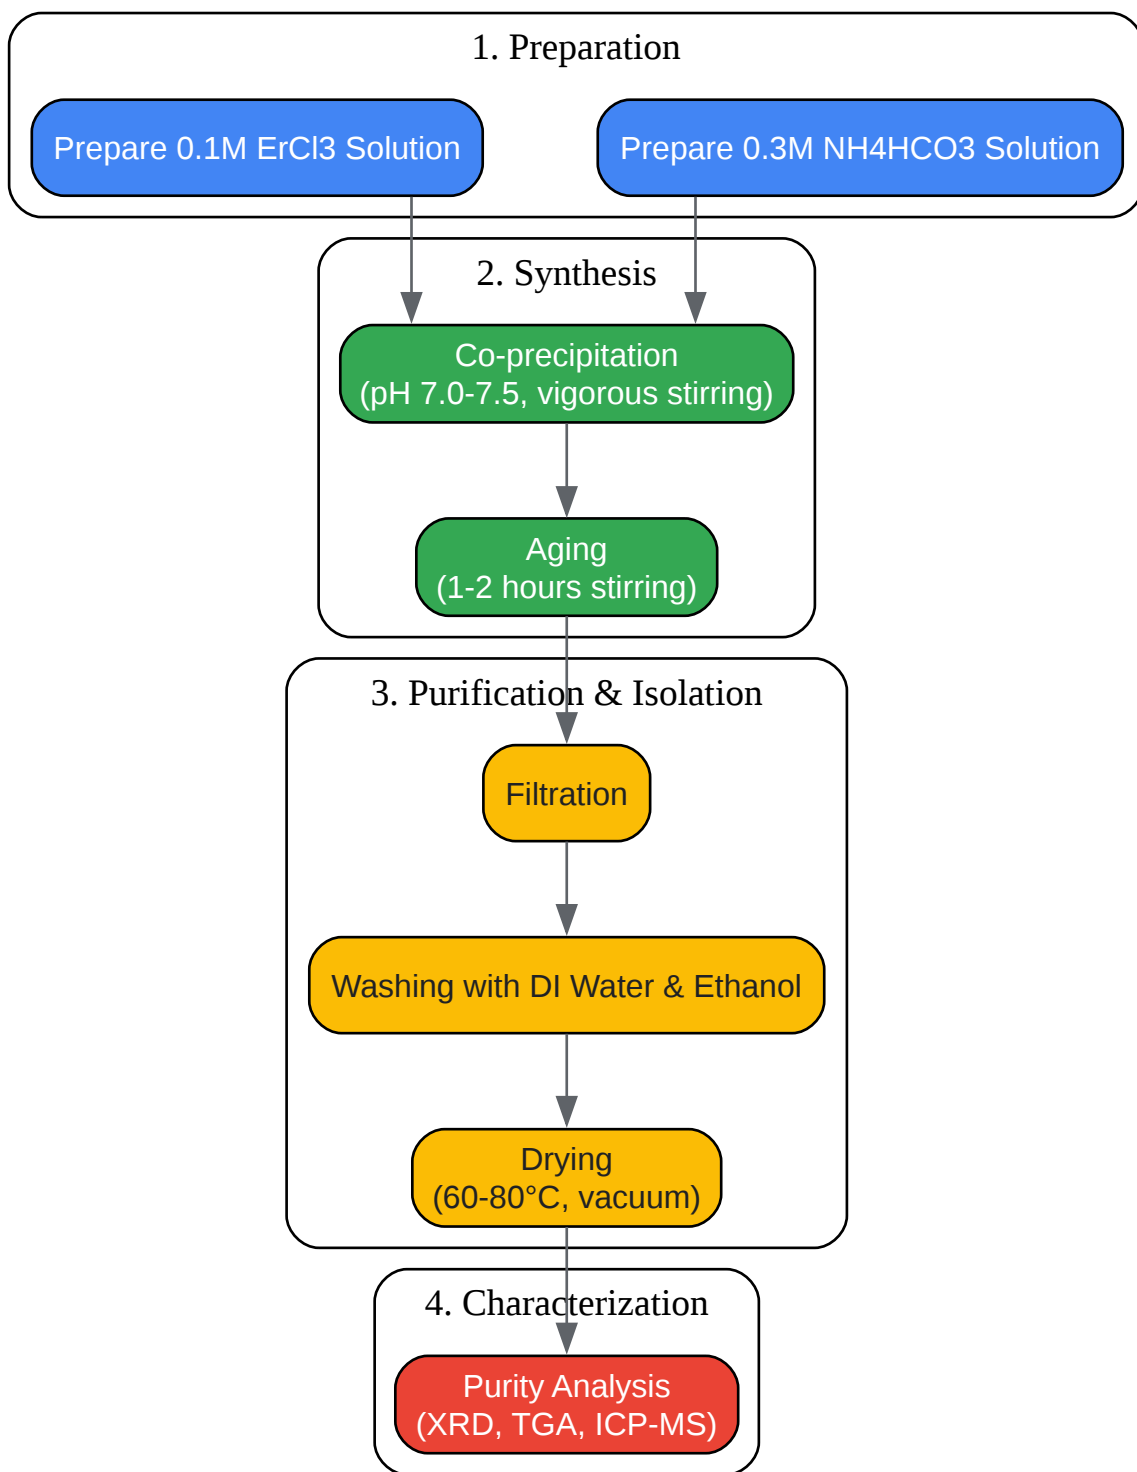 1. Preparation
Prepare 0.1M ErCl3 Solution
Prepare 0.3M NH4HCO3 Solution
2. Synthesis
Co-precipitation
(pH 7.0-7.5, vigorous stirring)
Aging
(1-2 hours stirring)
3. Purification & Isolation
Filtration
Washing with DI Water & Ethanol
Drying
(60-80°C, vacuum)
4. Characterization
Purity Analysis
(XRD, TGA, ICP-MS)